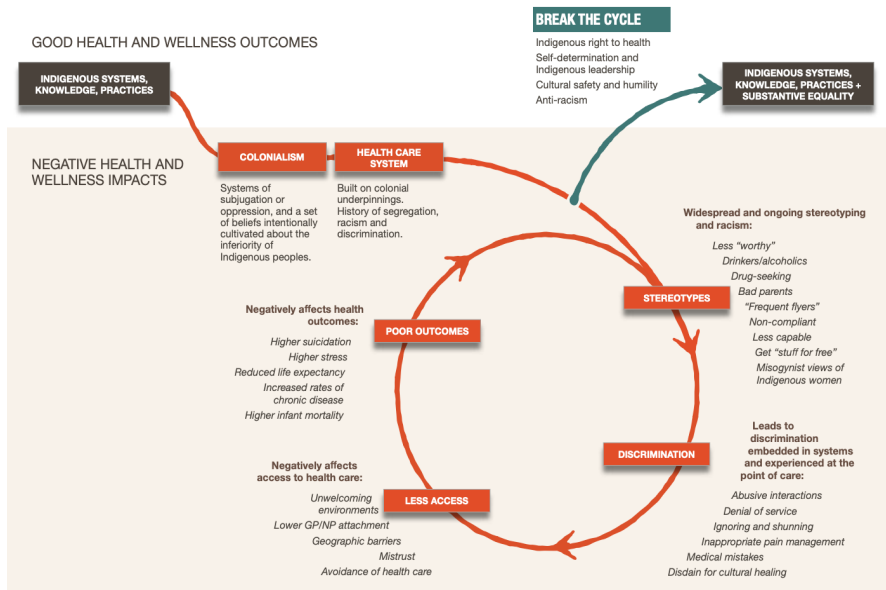 GOOD HEALTH AND WELLNESS OUTCOMES
INDIGENOUS SYSTEMS,
KNOWLEDGE, PRACTICES
BREAK THE CYCLE
Indigenous right to health
Self-determination and
Indigenous leadership
Cultural safety and humility
Anti-racism
INDIGENOUS SYSTEMS,
KNOWLEDGE, PRACTICES +
SUBSTANTIVE EQUALITY
NEGATIVE HEALTH AND
WELLNESS IMPACTS
COLONIALISM
Systems of
subjugation or
oppression, and a set
of beliefs intentionally
cultivated about the
inferiority of
Indigenous peoples.
HEALTH CARE
SYSTEM
Built on colonial
underpinnings.
History of segregation,
racism and
discrimination.
STEREOTYPES
Widespread and ongoing stereotyping
and racism:
Less “worthy”
Drinkers/alcoholics
Drug-seeking
Bad parents
“Frequent flyers”
Non-compliant
Less capable
Get “stuff for free”
Misogynist views of
Indigenous women
DISCRIMINATION
Leads to
discrimination
embedded in systems
and experienced at the
point of care:
Abusive interactions
Denial of service
Ignoring and shunning
Inappropriate pain management
Medical mistakes
Disdain for cultural healing
LESS ACCESS
Negatively affects
access to health care:
Unwelcoming
environments
Lower GP/NP attachment
Geographic barriers
Mistrust
Avoidance of health care
POOR OUTCOMES
Negatively affects health
outcomes:
Higher suicidation
Higher stress
Reduced life expectancy
Increased rates of
chronic disease
Higher infant mortality